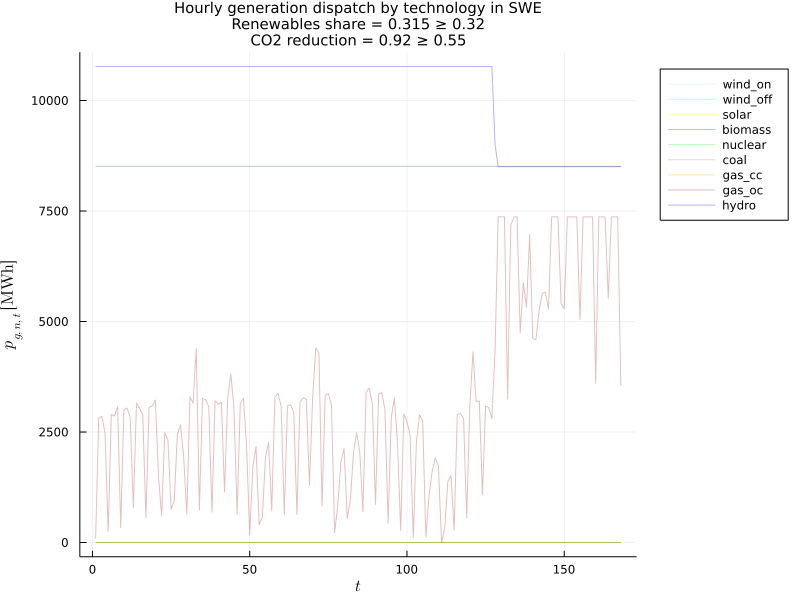 Hourly generation dispatch by technology in SWE
Renewables share = 0.315 ≥ 0.32
CO2 reduction = 0.92 ≥ 0.55
10000
7500
5000
2500
0
p_{g, n, t} [MWh]
0
50
100
150
t
wind_on
wind_off
solar
biomass
nuclear
coal
gas_cc
gas_oc
hydro